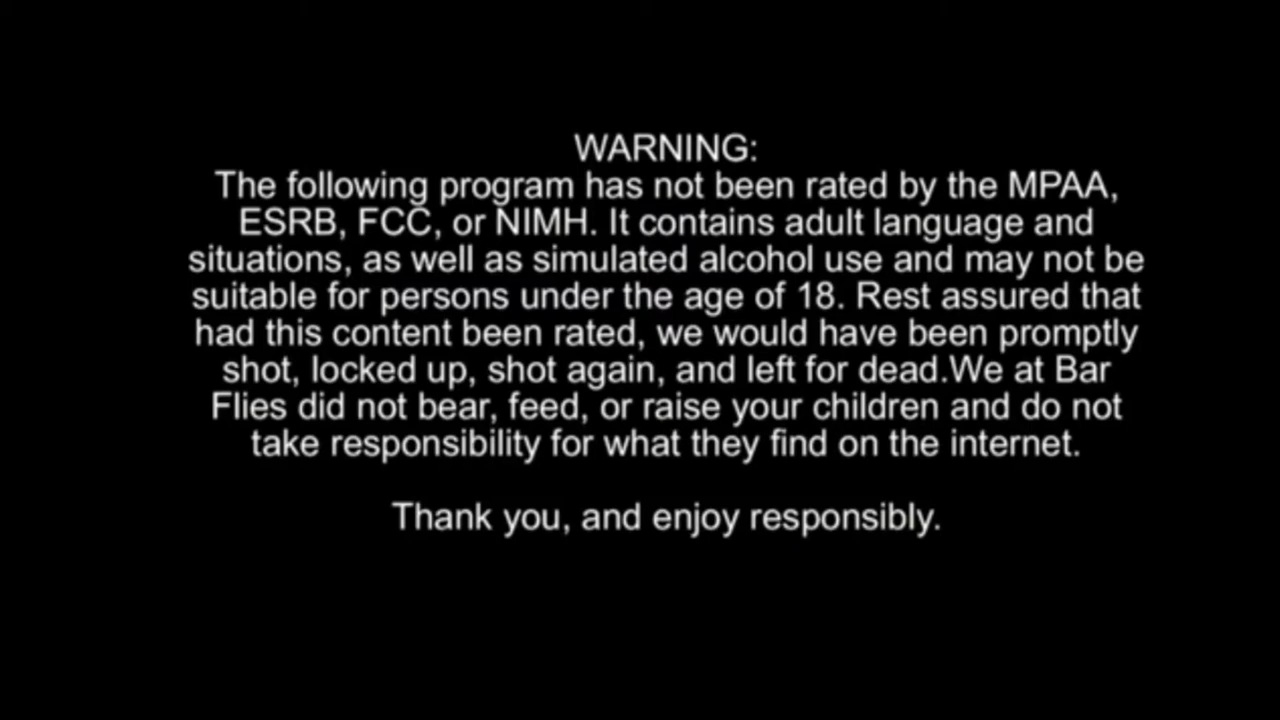 WARNING:
The following program has not been rated by the MPAA,
ESRB, FCC, or NIMH. It contains adult language and
situations, as well as simulated alcohol use and may not be
suitable for persons under the age of 18. Rest assured that
had this content been rated, we would have been promptly
shot, locked up, shot again, and left for dead.We at Bar
Flies did not bear, feed, or raise your children and do not
take responsibility for what they find on the internet.
Thank you, and enjoy responsibly.